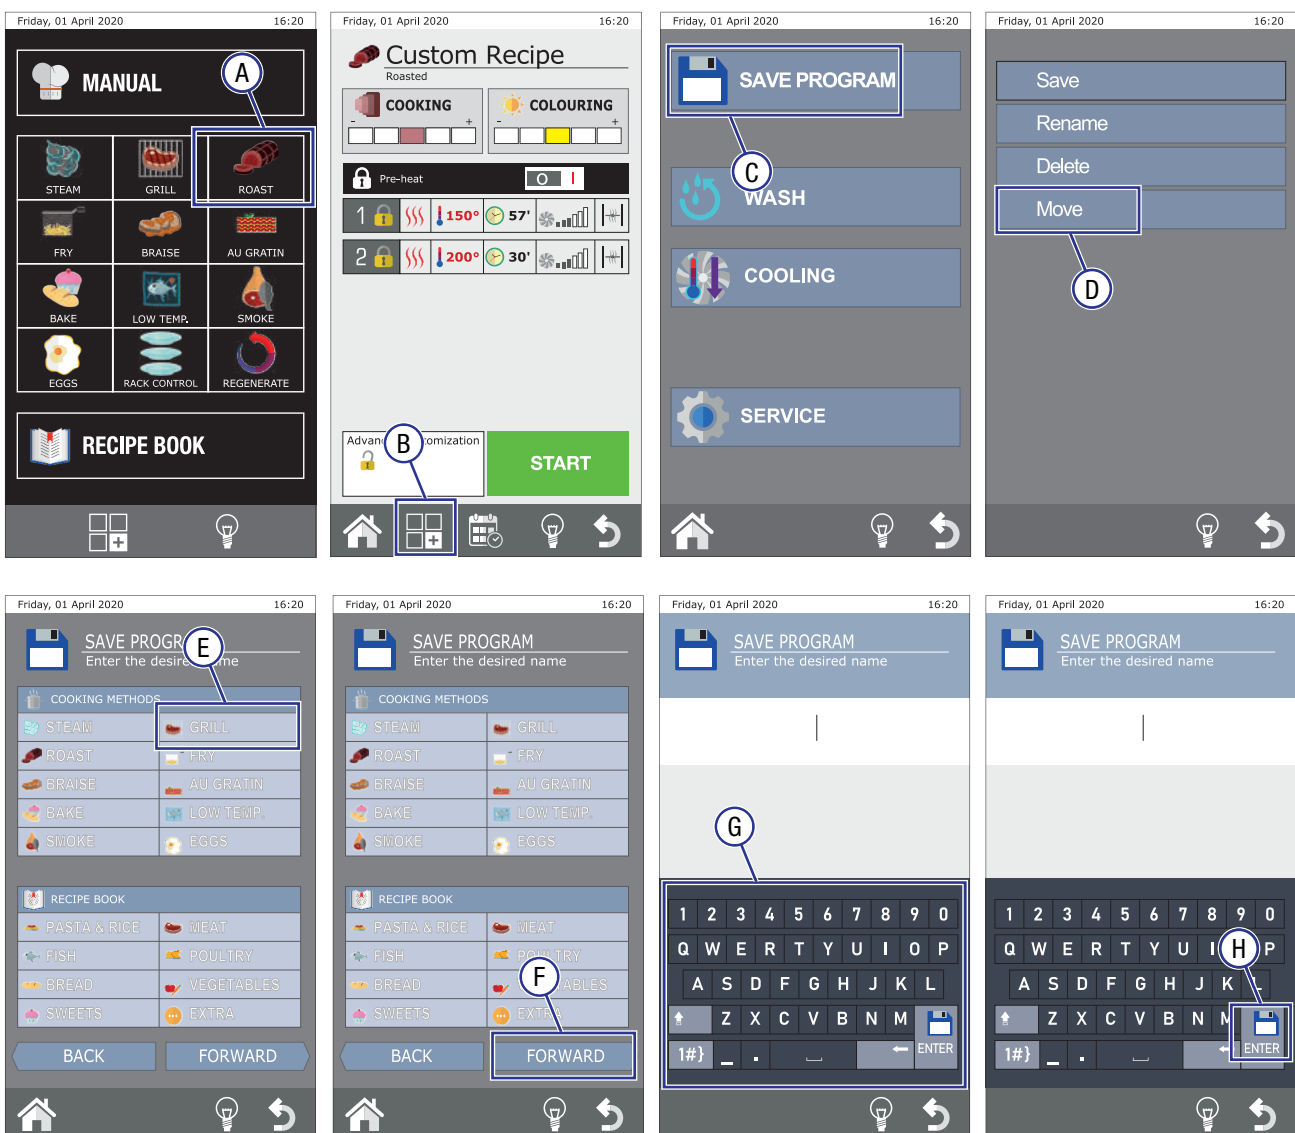 Friday, 01 April 2020 16:20
MANUAL
A
STEAM GRILL ROAST
FRY BRAISE AU GRATIN
BAKE LOW TEMP. SMOKE
EGGS RACK CONTROL REGENERATE
RECIPE BOOK
Friday, 01 April 2020 16:20
Custom Recipe
Roasted
COOKING COLOURING
- + - +
Pre-heat O I
1 150° 57'
2 200° 30'
B
START
Friday, 01 April 2020 16:20
SAVE PROGRAM
C
WASH
COOLING
SERVICE
Friday, 01 April 2020 16:20
Save
Rename
Delete
Move
D
Friday, 01 April 2020 16:20
SAVE PROGRAM
E
Enter the desired name
COOKING METHODS
STEAM GRILL
ROAST FRY
BRAISE AU GRATIN
BAKE LOW TEMP.
SMOKE EGGS
RECIPE BOOK
PASTA & RICE MEAT
FISH POULTRY
BREAD VEGETABLES
SWEETS EXTRA
BACK FORWARD
Friday, 01 April 2020 16:20
SAVE PROGRAM
Enter the desired name
COOKING METHODS
STEAM GRILL
ROAST FRY
BRAISE AU GRATIN
BAKE LOW TEMP.
SMOKE EGGS
RECIPE BOOK
PASTA & RICE MEAT
FISH POULTRY
F
BREAD VEGETABLES
SWEETS EXTRA
BACK FORWARD
Friday, 01 April 2020 16:20
SAVE PROGRAM
Enter the desired name
G
1 2 3 4 5 6 7 8 9 0
Q W E R T Y U I O P
A S D F G H J K L
Z X C V B N M
1#} _ . ENTER
Friday, 01 April 2020 16:20
SAVE PROGRAM
Enter the desired name
1 2 3 4 5 6 7 8 9 0
Q W E R T Y U I P
H
A S D F G H J K L
Z X C V B N M
1#} _ . ENTER